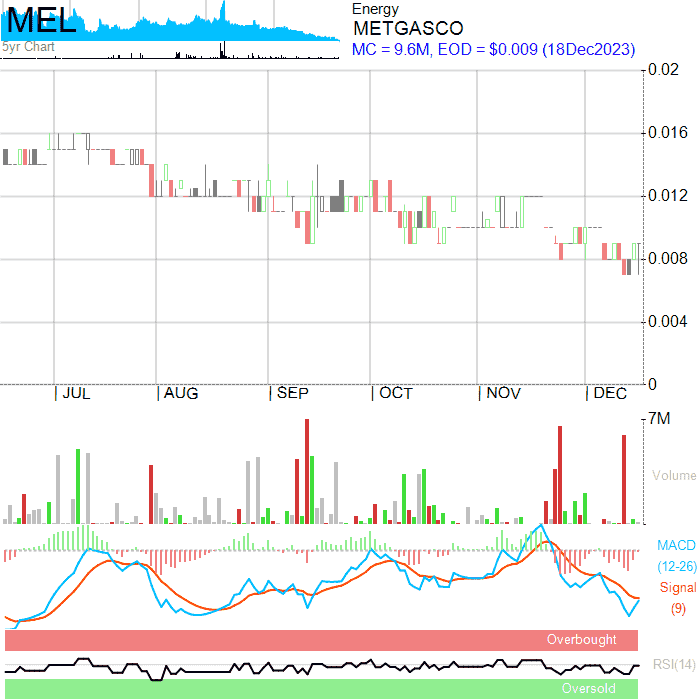 MEL
5yr Chart
Energy
METGASCO
MC = 9.6M, EOD = $0.009 (18Dec2023)
0.02
0.016
0.012
0.008
0.004
0
JUL
AUG
SEP
OCT
NOV
DEC
7M
Volume
MACD
(12-26)
Signal
(9)
Overbought
RSI(14)
Oversold